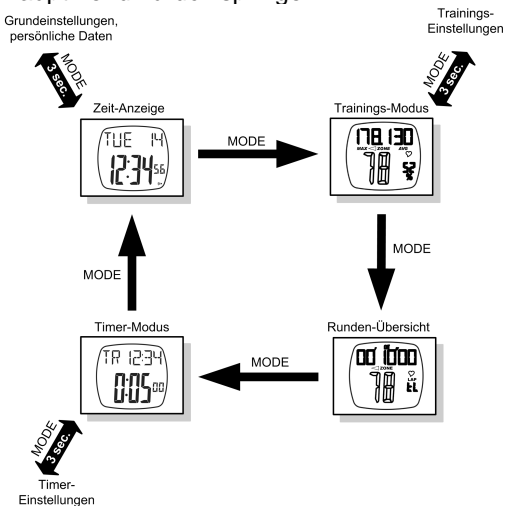 Grundeinstellungen,
persönliche Daten
MODE
3 sec.
Trainings-
Einstellungen
MODE
3 sec.
Zeit-Anzeige
TUE 14
12:34 56
MODE
Trainings-Modus
178 130
MAX ZONE AVG
78
MODE
MODE
Timer-Modus
TR 12:34
0:05 00
MODE
Runden-Übersicht
00' 10'00
ZONE
78
LAP
tL
MODE
3 sec.
Timer-
Einstellungen